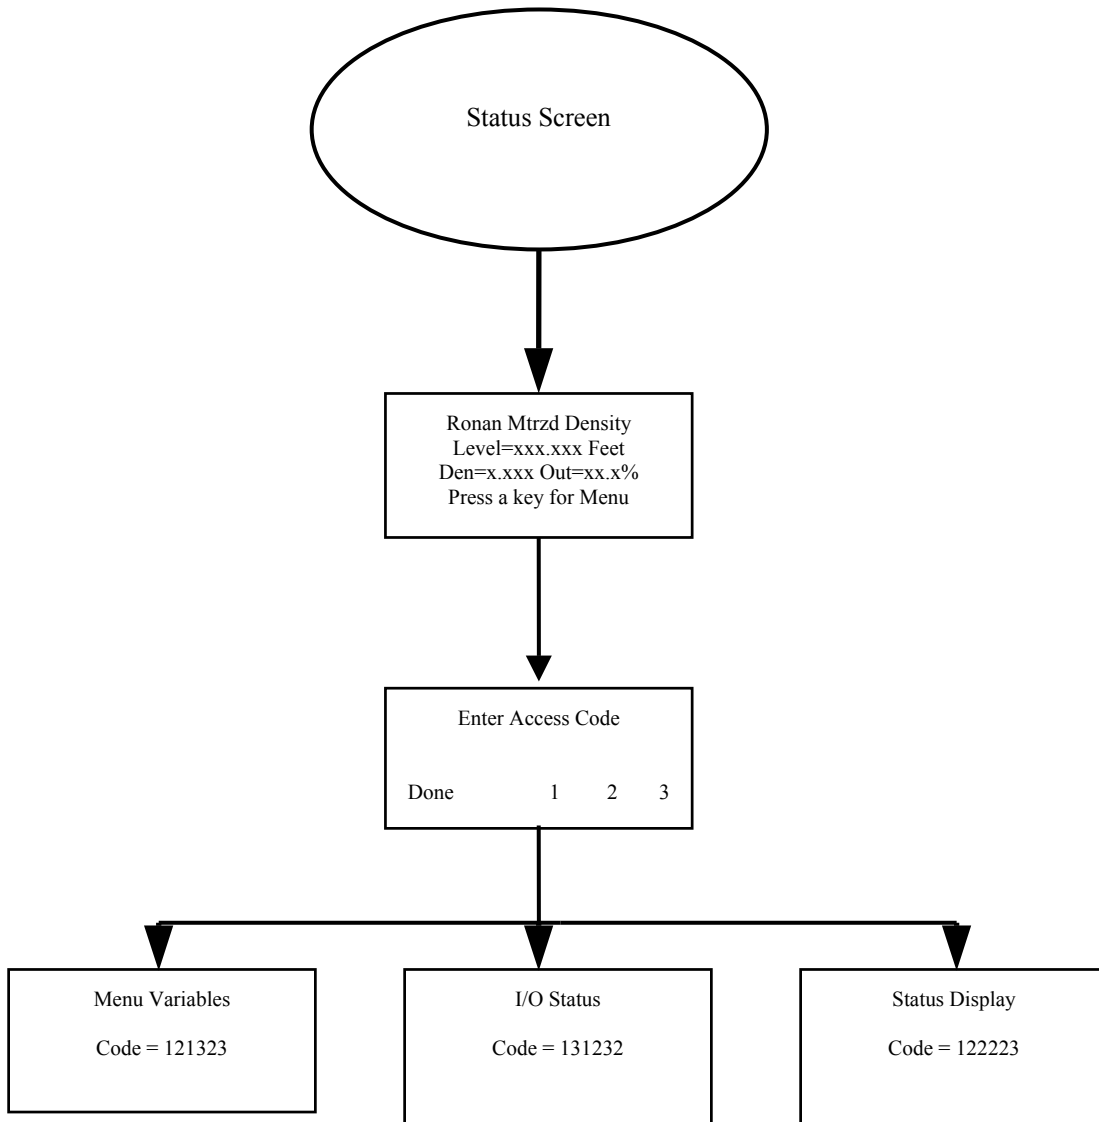 Status Screen
Ronan Mtrzd Density
Level=xxx.xxx Feet
Den=x.xxx Out=xx.x%
Press a key for Menu
Enter Access Code
Done 1 2 3
Menu Variables
Code = 121323
I/O Status
Code = 131232
Status Display
Code = 122223